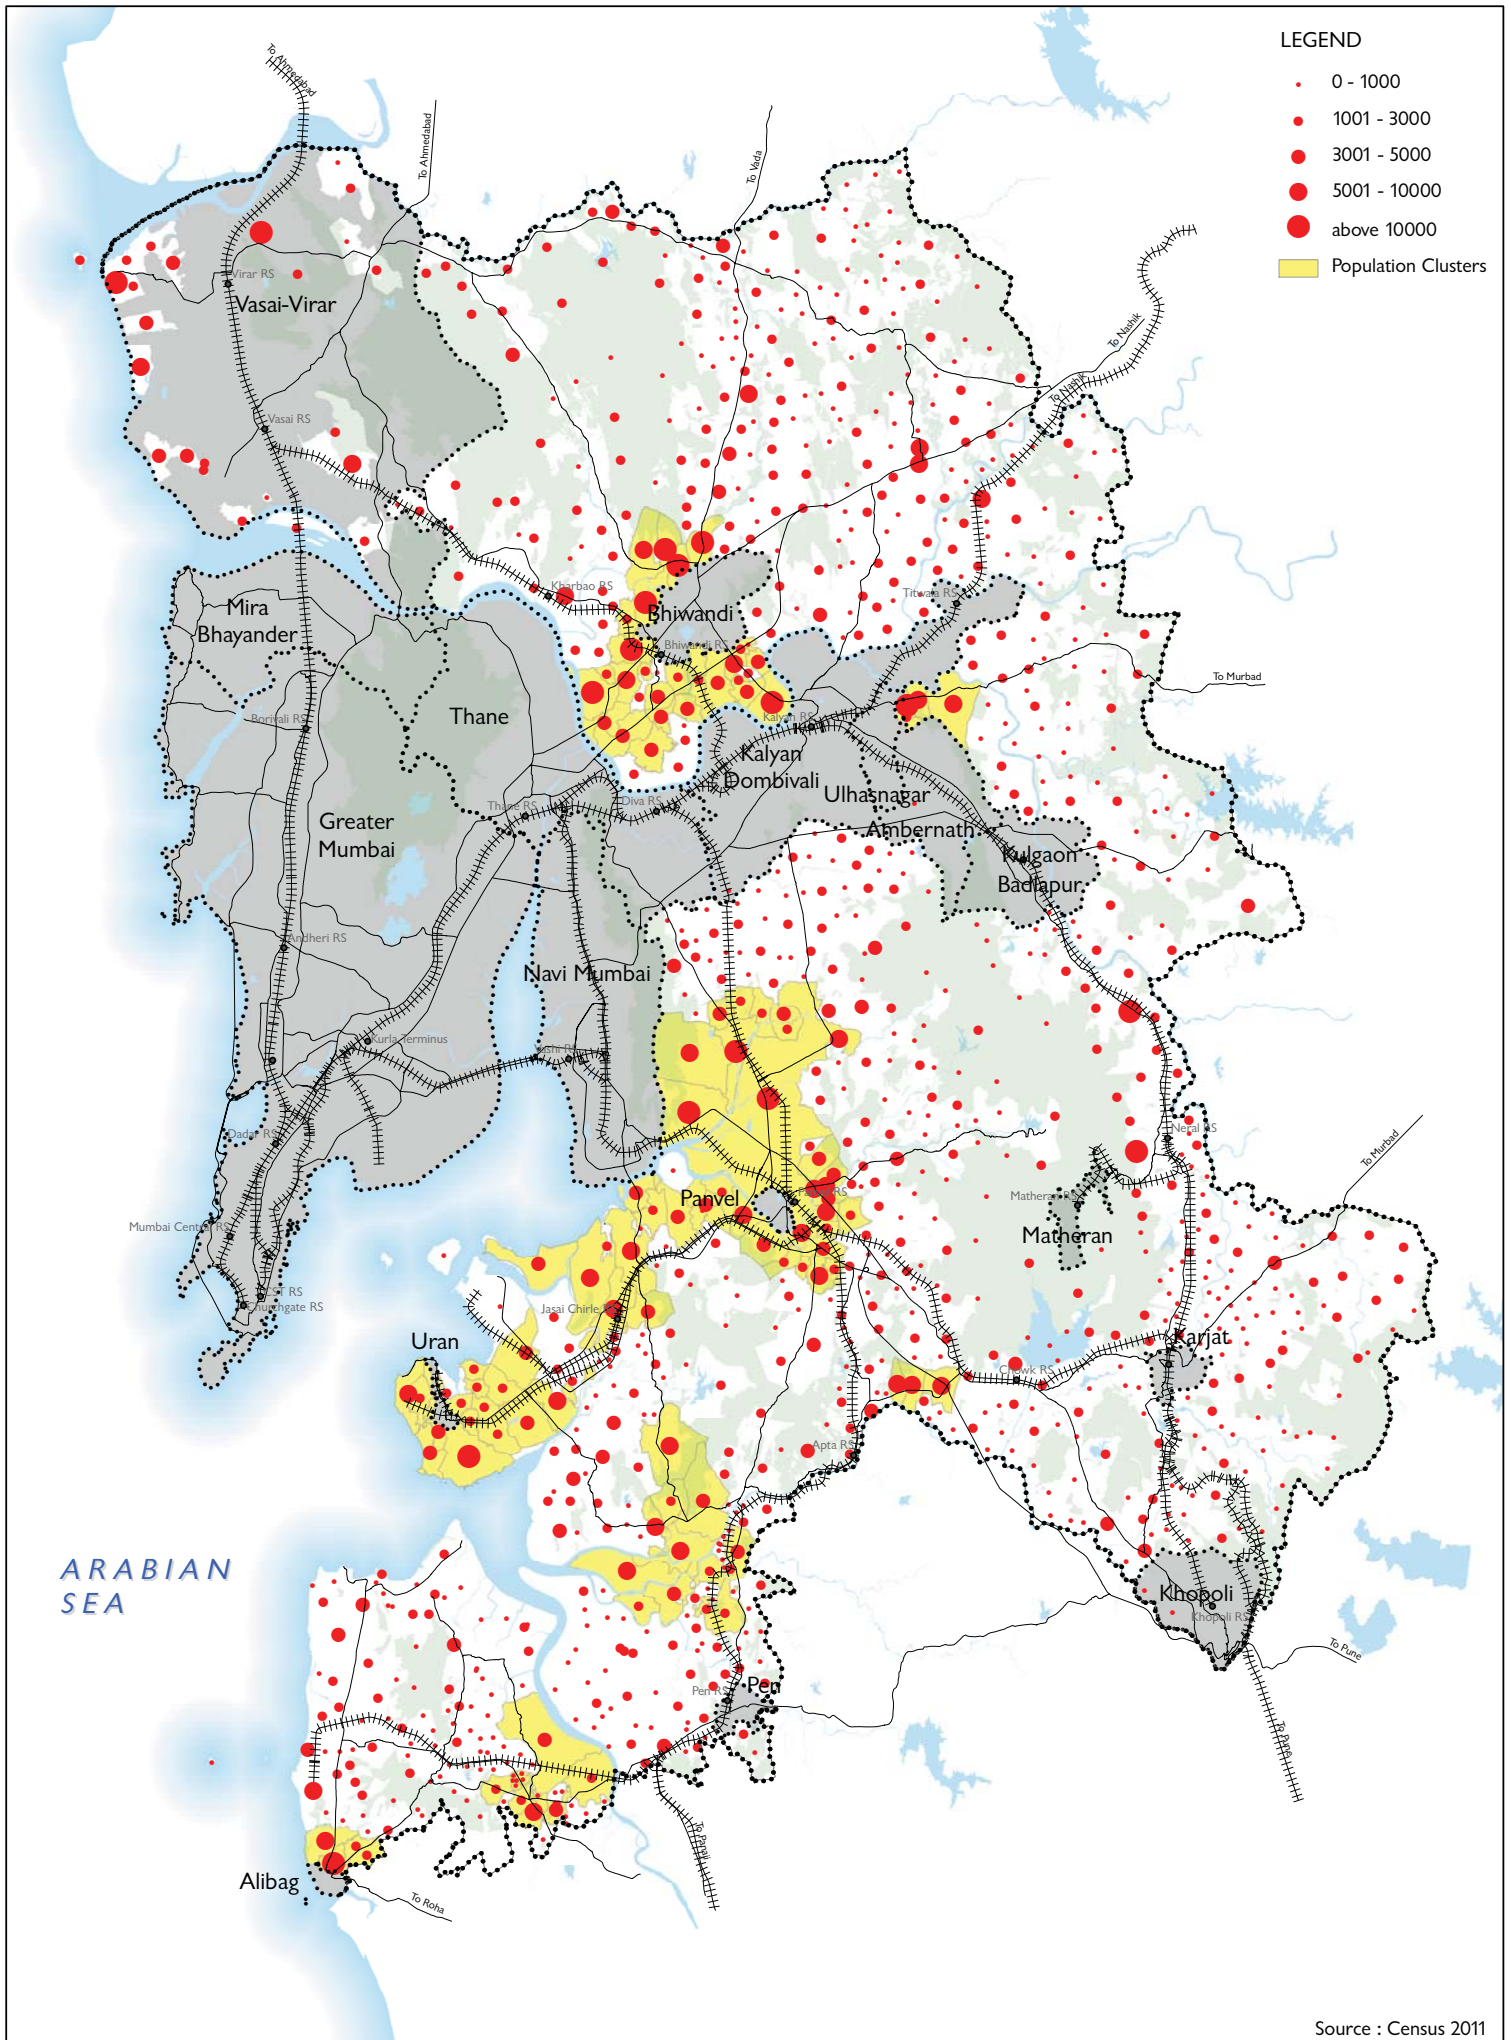 LEGEND
0 - 1000
1001 - 3000
3001 - 5000
5001 - 10000
above 10000
Population Clusters
To Ahmedabad
To Ahmedabad
To Vada
To Nashik
To Nashik
Virar RS
Vasai-Virar
Vasai RS
Kharbao RS
Titwala RS
Mira
Bhayander
Bhiwandi
Bhiwandi RS
To Murbad
Thane
Borivali RS
Kalyan RS
Kalyan
Dombivali
Ulhasnagar
Thane RS
Diva RS
Greater
Mumbai
Ambernath
Kulgaon
Badlapur
Andheri RS
Navi Mumbai
Kurla Terminus
Vashi RS
Dadar RS
Neral RS
To Murbad
Panvel
Matheran RS
Mumbai Central RS
Matheran
CST RS
Churchgate RS
Jasai Chirle RS
Uran
Karjat
Chowk RS
Apta RS
ARABIAN
SEA
Khopoli
Khopoli RS
To Pune
Pen RS
Pen
To Pune
To Panaji
Alibag
To Roha
Source : Census 2011